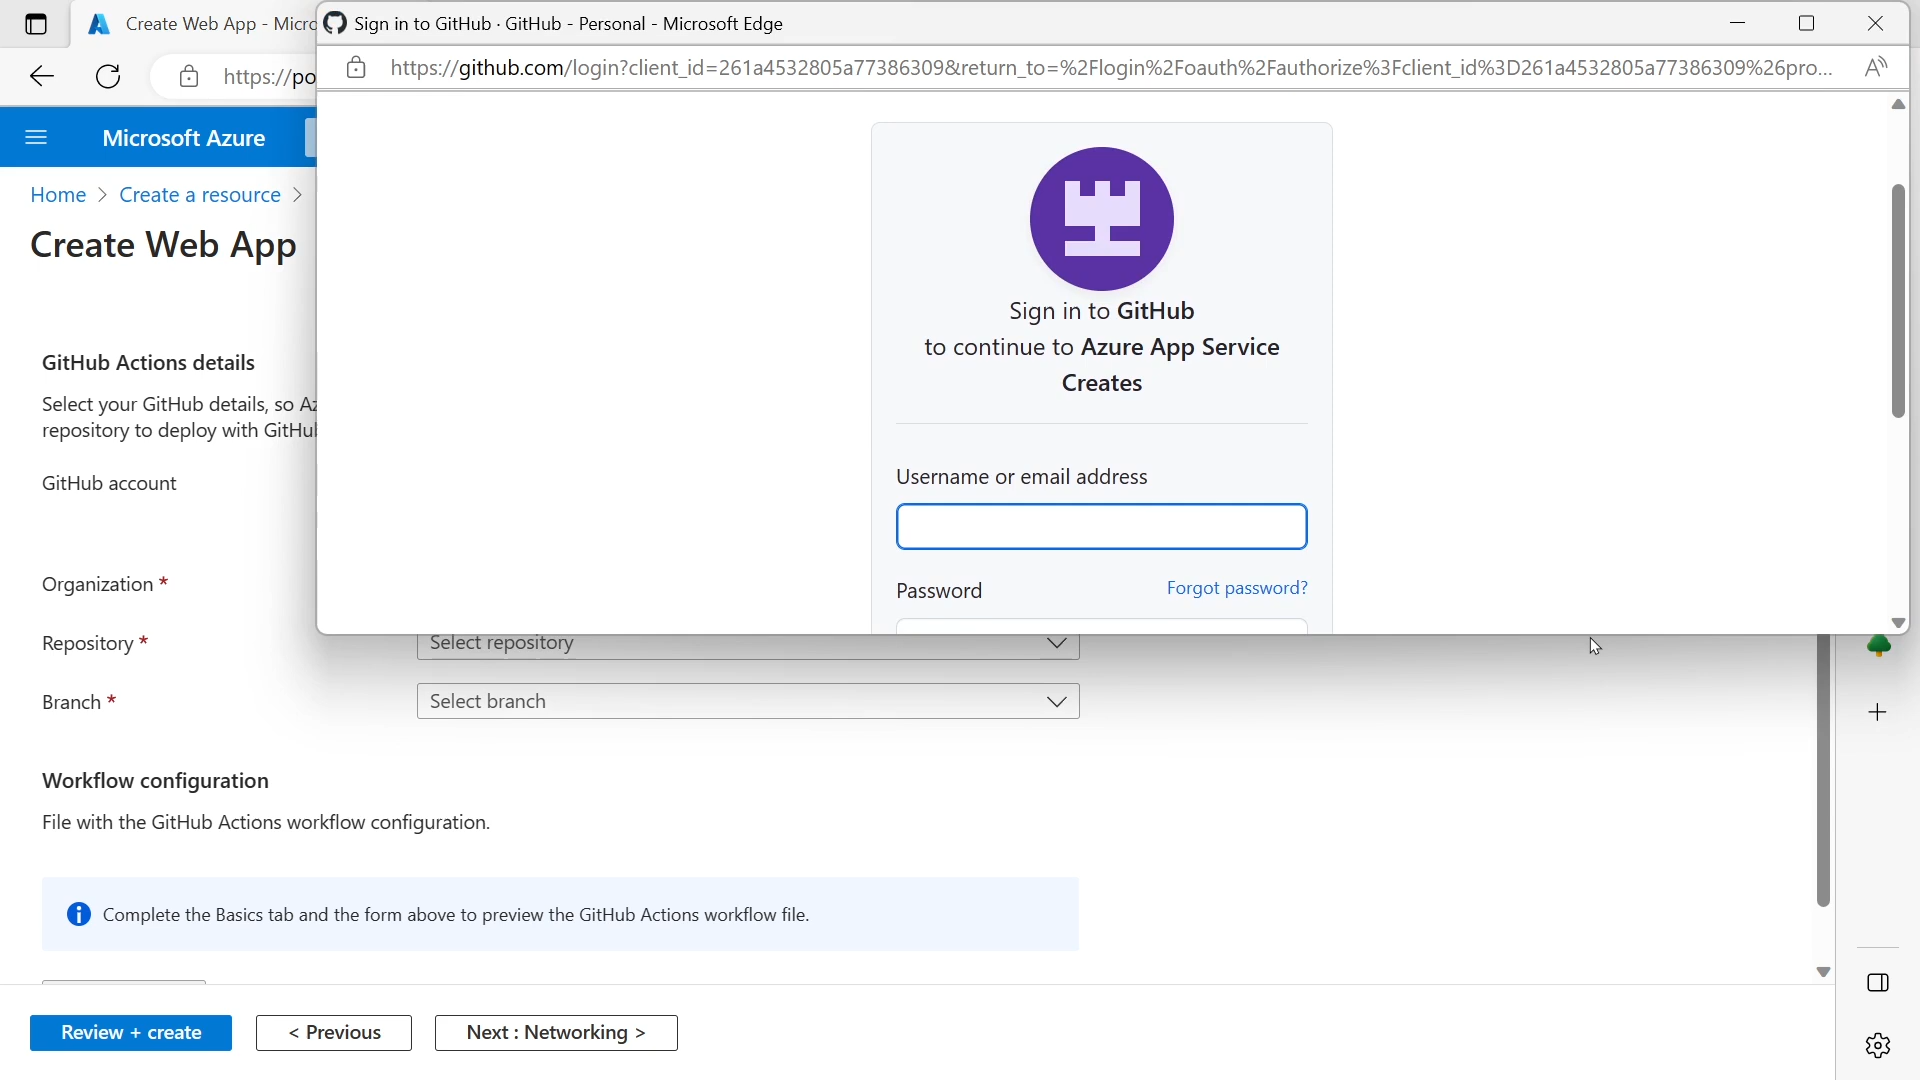 Create Web App - Micro
Sign in to GitHub · GitHub - Personal - Microsoft Edge
https://po
https://github.com/login?client_id=261a4532805a77386309&return_to=%2Flogin%2Foauth%2Fauthorize%3Fclient_id%3D261a4532805a77386309%26pro...
Microsoft Azure
Home > Create a resource >
Create Web App
Sign in to GitHub
to continue to Azure App Service
Creates
Username or email address
Password
Forgot password?
GitHub Actions details
Select your GitHub details, so Az
repository to deploy with GitHu
GitHub account
Organization *
Repository *
Select repository
Branch *
Select branch
Workflow configuration
File with the GitHub Actions workflow configuration.
Complete the Basics tab and the form above to preview the GitHub Actions workflow file.
Review + create
< Previous
Next : Networking >